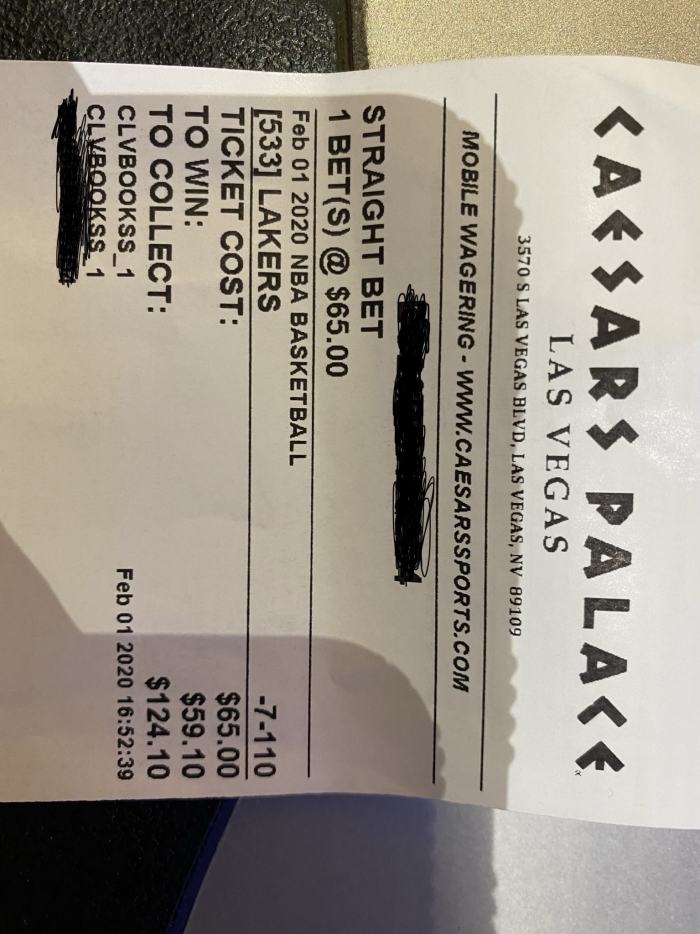 CAESARS PALACE
LAS VEGAS
3570 S LAS VEGAS BLVD, LAS VEGAS, NV 89109
MOBILE WAGERING - WWW.CAESARSSPORTS.COM
STRAIGHT BET
1 BET(S) @ $65.00
Feb 01 2020 NBA BASKETBALL
[533] LAKERS -7-110
TICKET COST: $65.00
TO WIN: $59.10
TO COLLECT: $124.10
CLVBOOKSS_1 Feb 01 2020 16:52:39
CLVBOOKSS_1